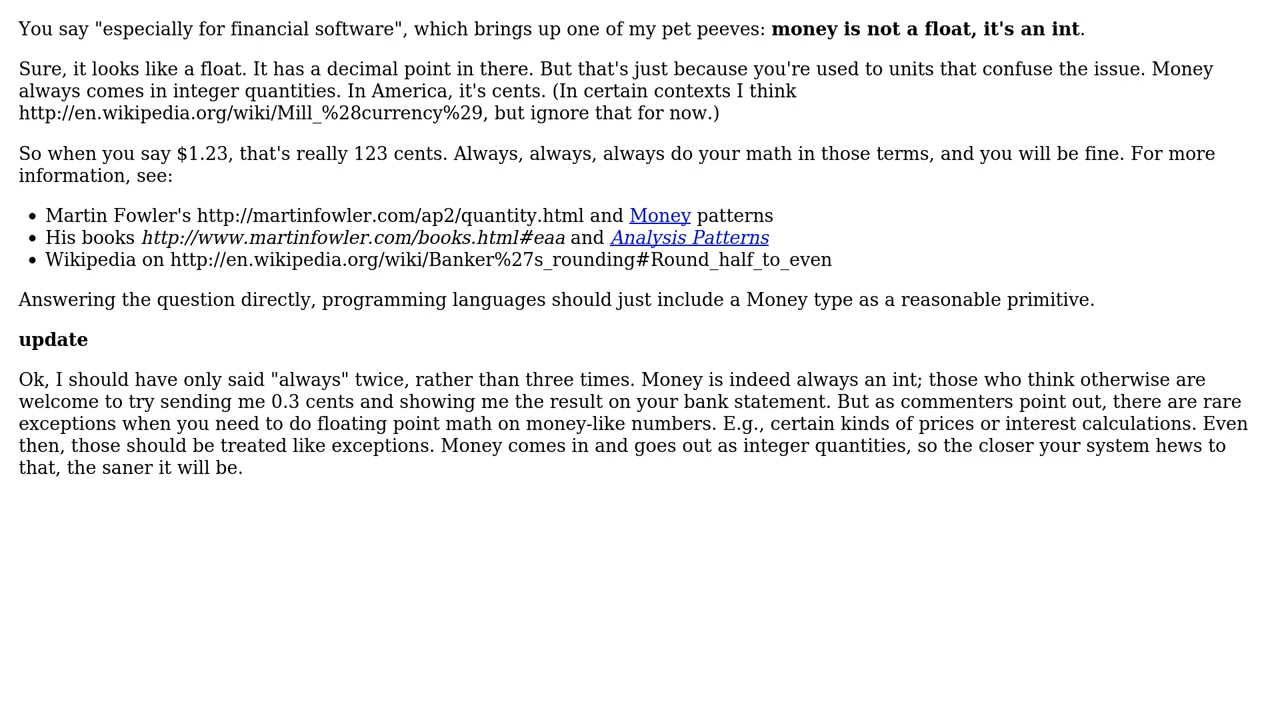 You say "especially for financial software", which brings up one of my pet peeves: money is not a float, it's an int.
Sure, it looks like a float. It has a decimal point in there. But that's just because you're used to units that confuse the issue. Money
always comes in integer quantities. In America, it's cents. (In certain contexts I think
http://en.wikipedia.org/wiki/Mill_%28currency%29, but ignore that for now.)
So when you say $1.23, that's really 123 cents. Always, always, always do your math in those terms, and you will be fine. For more
information, see:
• Martin Fowler's http://martinfowler.com/ap2/quantity.html and Money patterns
• His books http://www.martinfowler.com/books.html#eaa and Analysis Patterns
• Wikipedia on http://en.wikipedia.org/wiki/Banker%27s_rounding#Round_half_to_even
Answering the question directly, programming languages should just include a Money type as a reasonable primitive.
update
Ok, I should have only said "always" twice, rather than three times. Money is indeed always an int; those who think otherwise are
welcome to try sending me 0.3 cents and showing me the result on your bank statement. But as commenters point out, there are rare
exceptions when you need to do floating point math on money-like numbers. E.g., certain kinds of prices or interest calculations. Even
then, those should be treated like exceptions. Money comes in and goes out as integer quantities, so the closer your system hews to
that, the saner it will be.